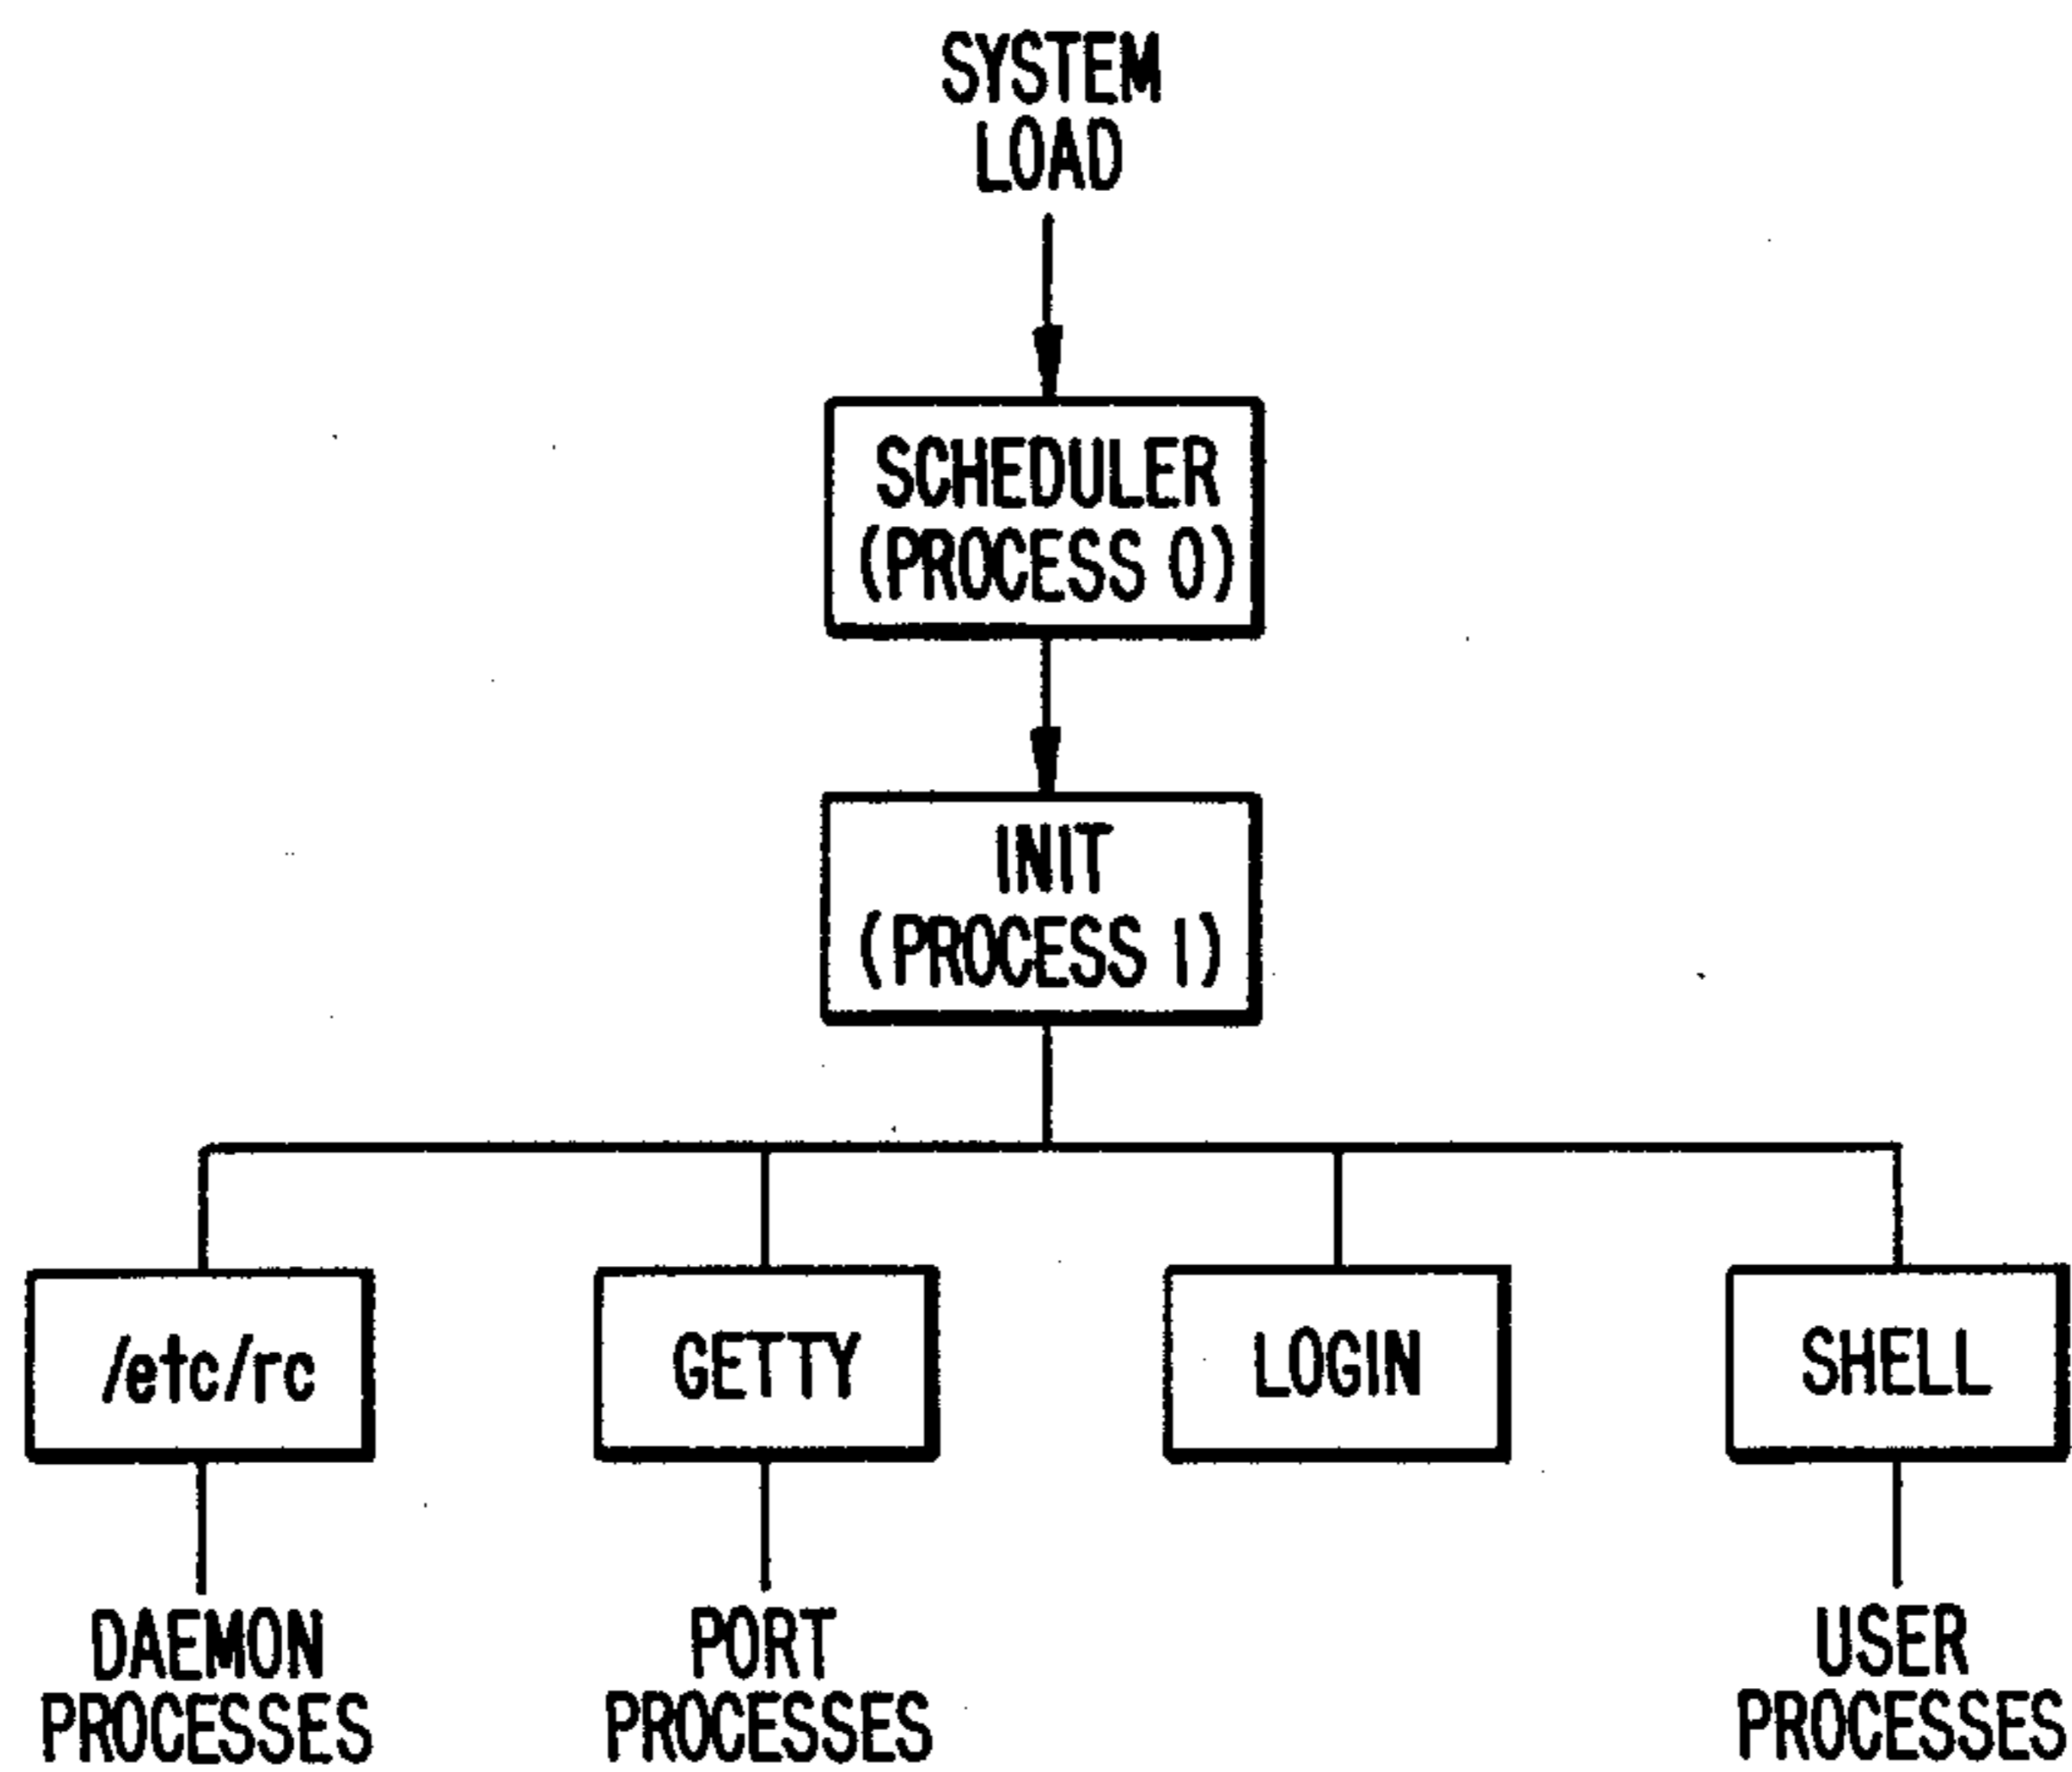 SYSTEM
LOAD
SCHEDULER
(PROCESS 0)
INIT
(PROCESS 1)
/etc/rc
GETTY
LOGIN
SHELL
DAEMON
PROCESSES
PORT
PROCESSES
USER
PROCESSES